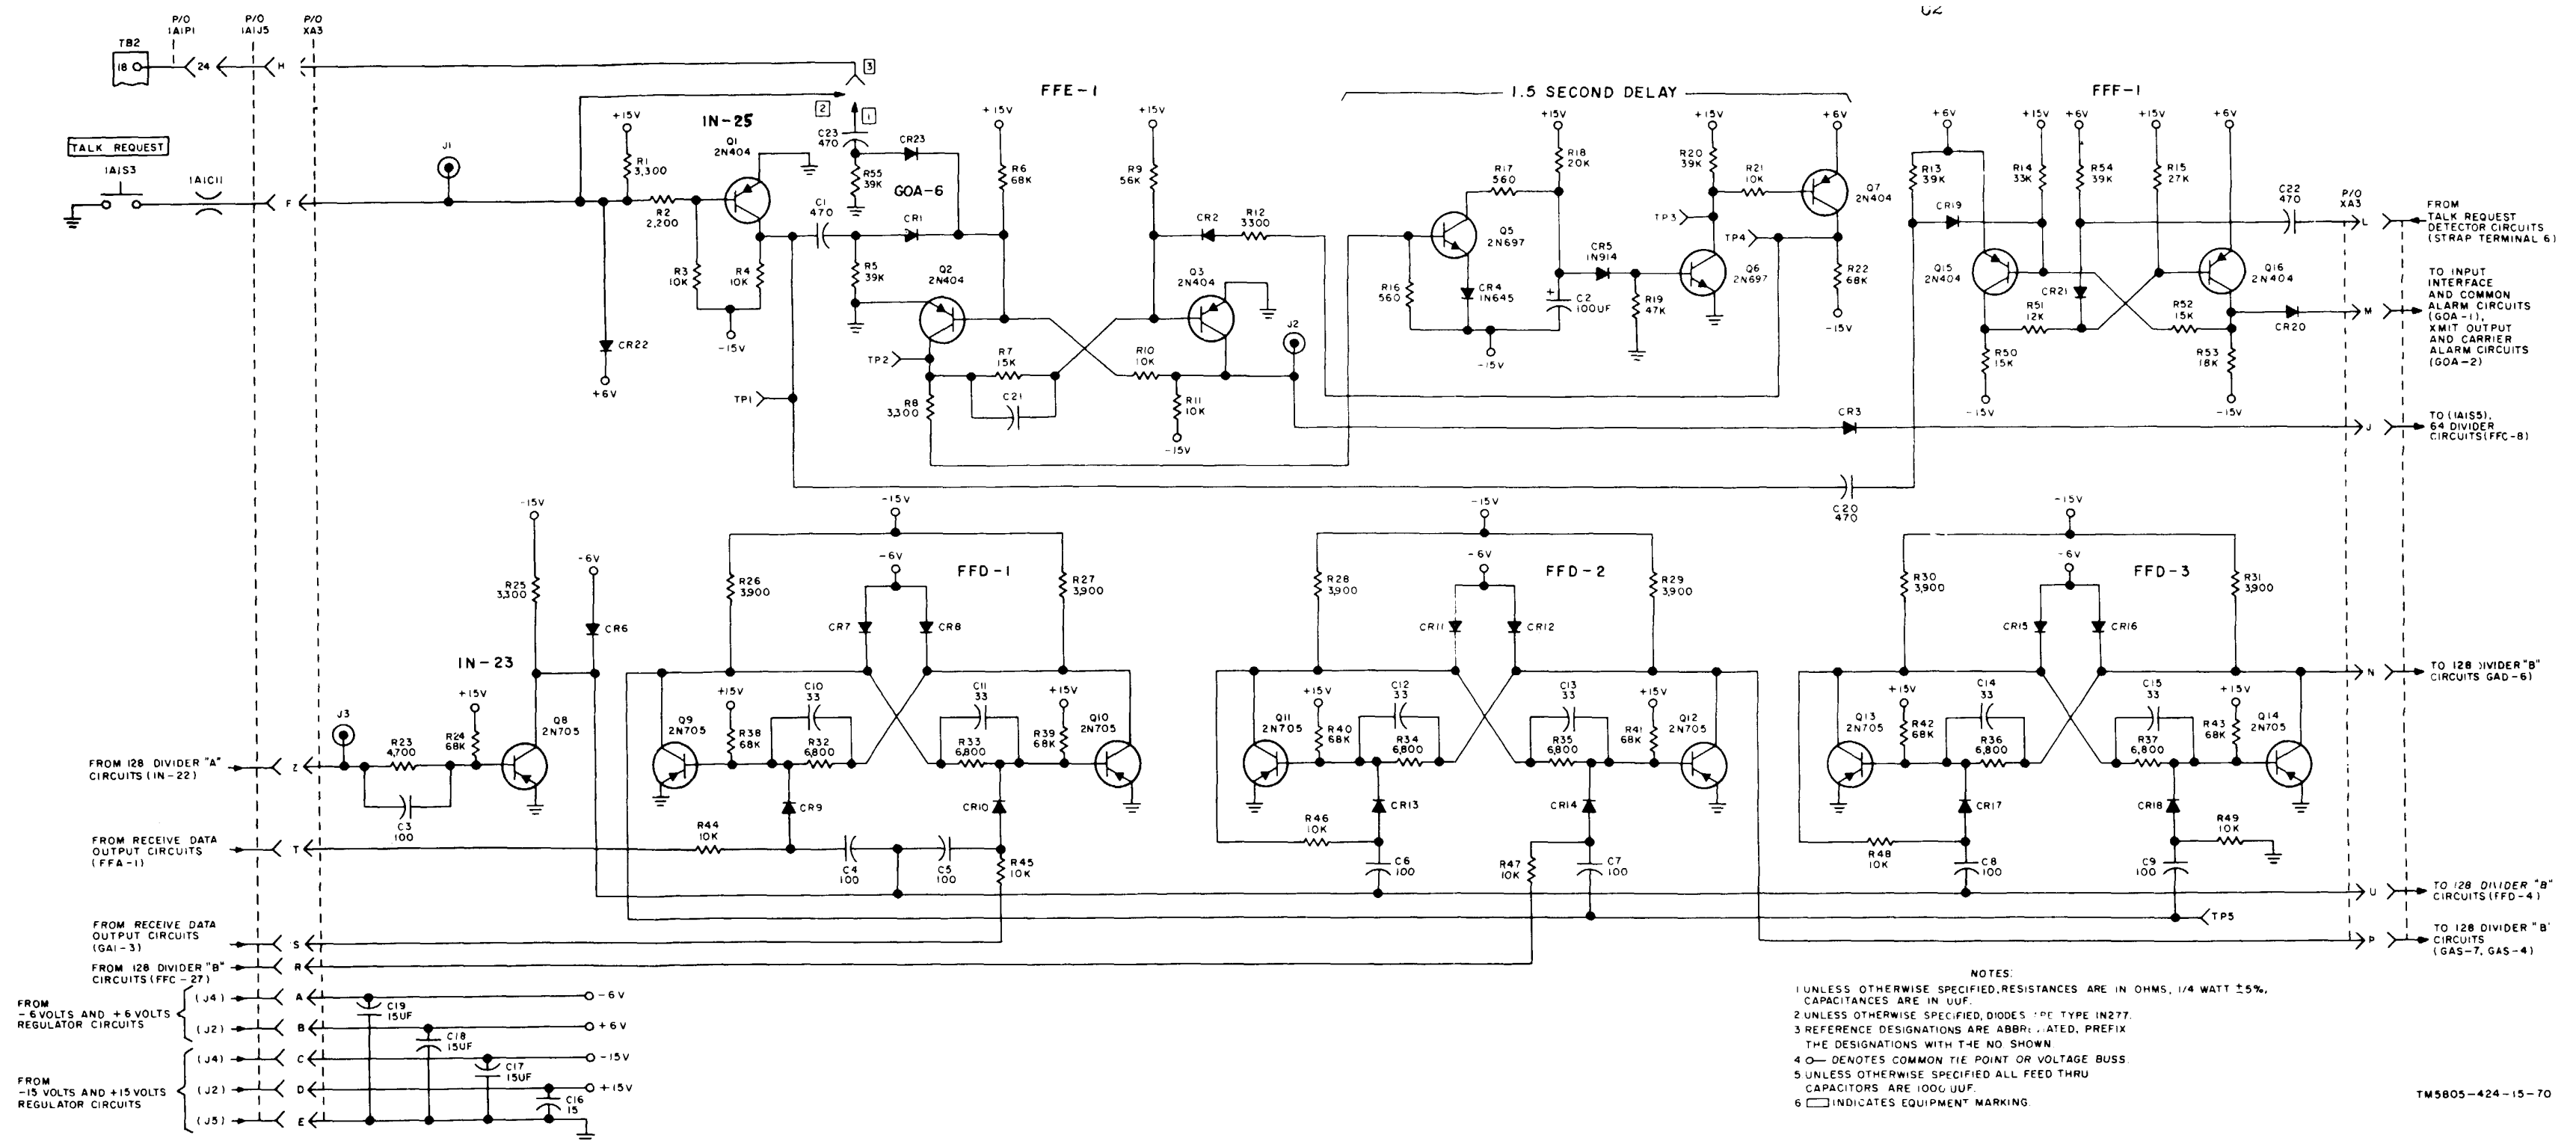 P/O
1A1P1
P/O
1A1J5
P/O
XA3
TB2
18
24
H
3
2
1
FFE-1
1.5 SECOND DELAY
FFF-1
TALK REQUEST
1A1S3
1A1C11
F
J1
+15V
R1
3,300
IN-25
Q1
2N404
R2
2,200
R3
10K
R4
10K
-15V
CR22
+6V
C23
470
CR23
R55
39K
GOA-6
C1
470
CR1
R5
39K
TP1
+15V
R6
68K
Q2
2N404
TP2
R8
3,300
R7
15K
C21
+15V
R9
56K
CR2
R12
3300
Q3
2N404
R10
10K
R11
10K
-15V
J2
Q5
2N697
R17
560
R16
560
CR4
1N645
-15V
+15V
R18
20K
CR5
1N914
C2
100UF
+
R19
47K
+15V
R20
39K
R21
10K
TP3
TP4
Q6
2N697
+6V
Q7
2N404
R22
68K
-15V
CR3
C20
470
+6V
R13
39K
+15V
R14
33K
+6V
R54
39K
+15V
R15
27K
+6V
CR19
Q15
2N404
CR21
R51
12K
R52
15K
Q16
2N404
R50
15K
-15V
R53
18K
-15V
CR20
C22
470
P/O
XA3
L
FROM
TALK REQUEST
DETECTOR CIRCUITS
(STRAP TERMINAL 6)
M
TO INPUT
INTERFACE
AND COMMON
ALARM CIRCUITS
(GOA-1),
XMIT OUTPUT
AND CARRIER
ALARM CIRCUITS
(GOA-2)
J
TO (1A1S5),
64 DIVIDER
CIRCUITS (FFC-8)
-15V
R25
3,300
-6V
CR6
IN-23
+15V
R24
68K
J3
R23
4,700
C3
100
Q8
2N705
FROM 128 DIVIDER "A"
CIRCUITS (IN-22)
Z
FROM RECEIVE DATA
OUTPUT CIRCUITS
(FFA-1)
T
-15V
-6V
FFD-1
R26
3,900
R27
3,900
CR7
CR8
Q9
2N705
+15V
R38
68K
C10
33
R32
6,800
C11
33
R33
6,800
+15V
R39
68K
Q10
2N705
CR9
CR10
R44
10K
C4
100
C5
100
R45
10K
-15V
-6V
FFD-2
R28
3,900
R29
3,900
CR11
CR12
Q11
2N705
+15V
R40
68K
C12
33
R34
6,800
C13
33
R35
6,800
+15V
R41
68K
Q12
2N705
CR13
CR14
R46
10K
C6
100
R47
10K
C7
100
-15V
-6V
FFD-3
R30
3,900
R31
3,900
CR15
CR16
Q13
2N705
+15V
R42
68K
C14
33
R36
6,800
C15
33
R37
6,800
+15V
R43
68K
Q14
2N705
CR17
CR18
R48
10K
C8
100
C9
100
R49
10K
TP5
N
TO 128 DIVIDER "B"
CIRCUITS GAD-6)
U
TO 128 DIVIDER "B"
CIRCUITS (FFD-4)
P
TO 128 DIVIDER "B"
CIRCUITS
(GAS-7, GAS-4)
FROM RECEIVE DATA
OUTPUT CIRCUITS
(GAI-3)
S
FROM 128 DIVIDER "B"
CIRCUITS (FFC-27)
R
FROM
-6 VOLTS AND +6 VOLTS
REGULATOR CIRCUITS
(J4)
A
C19
15UF
-6V
(J2)
B
C18
15UF
+6V
FROM
-15 VOLTS AND +15 VOLTS
REGULATOR CIRCUITS
(J4)
C
C17
15UF
-15V
(J2)
D
C16
15
+15V
(J5)
E
NOTES:
1 UNLESS OTHERWISE SPECIFIED, RESISTANCES ARE IN OHMS, 1/4 WATT ±5%,
CAPACITANCES ARE IN UUF.
2 UNLESS OTHERWISE SPECIFIED, DIODES TYPE IN277.
3 REFERENCE DESIGNATIONS ARE PREFIX
THE DESIGNATIONS WITH THE NO SHOWN.
4 DENOTES COMMON TIE POINT OR VOLTAGE BUSS.
5 UNLESS OTHERWISE SPECIFIED ALL FEED THRU
CAPACITORS ARE 1000 UUF.
6 INDICATES EQUIPMENT MARKING.
TM5805-424-15-70